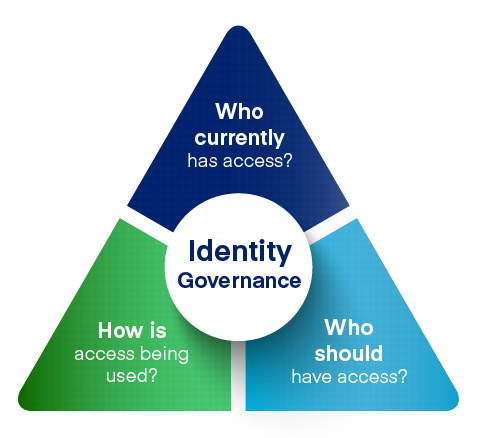 Who
currently
has access?
Identity
Governance
How is
access being
used?
Who
should
have access?